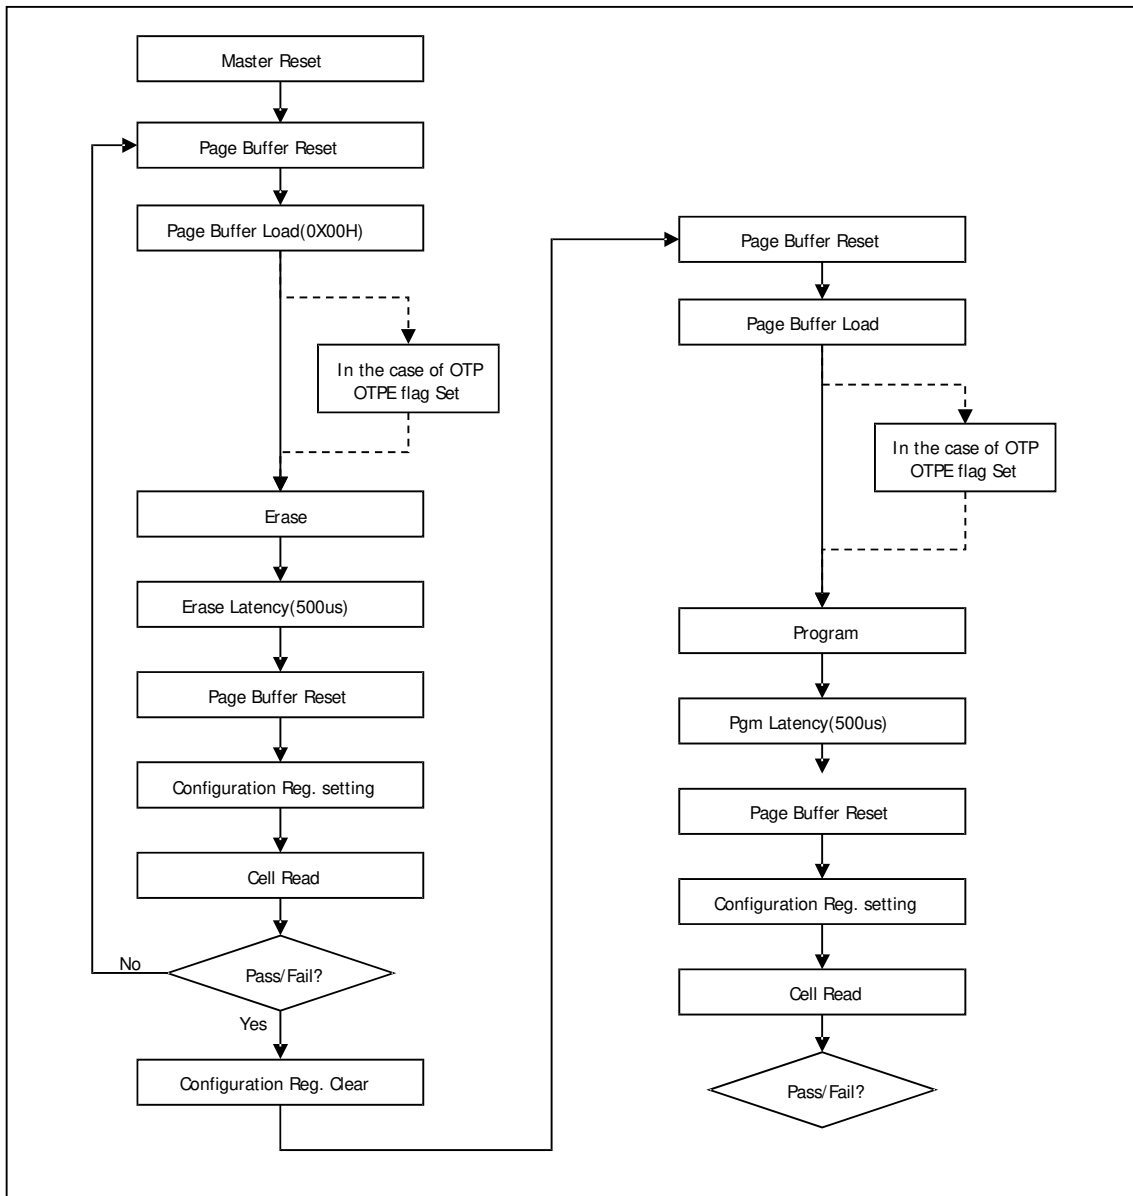 Master Reset
Page Buffer Reset
Page Buffer Load(0X00H)
In the case of OTP
OTPE flag Set
Erase
Erase Latency(500us)
Page Buffer Reset
Configuration Reg. setting
Cell Read
Pass/Fail?
No
Yes
Configuration Reg. Clear
Page Buffer Reset
Page Buffer Load
In the case of OTP
OTPE flag Set
Program
Pgm Latency(500us)
Page Buffer Reset
Configuration Reg. setting
Cell Read
Pass/Fail?